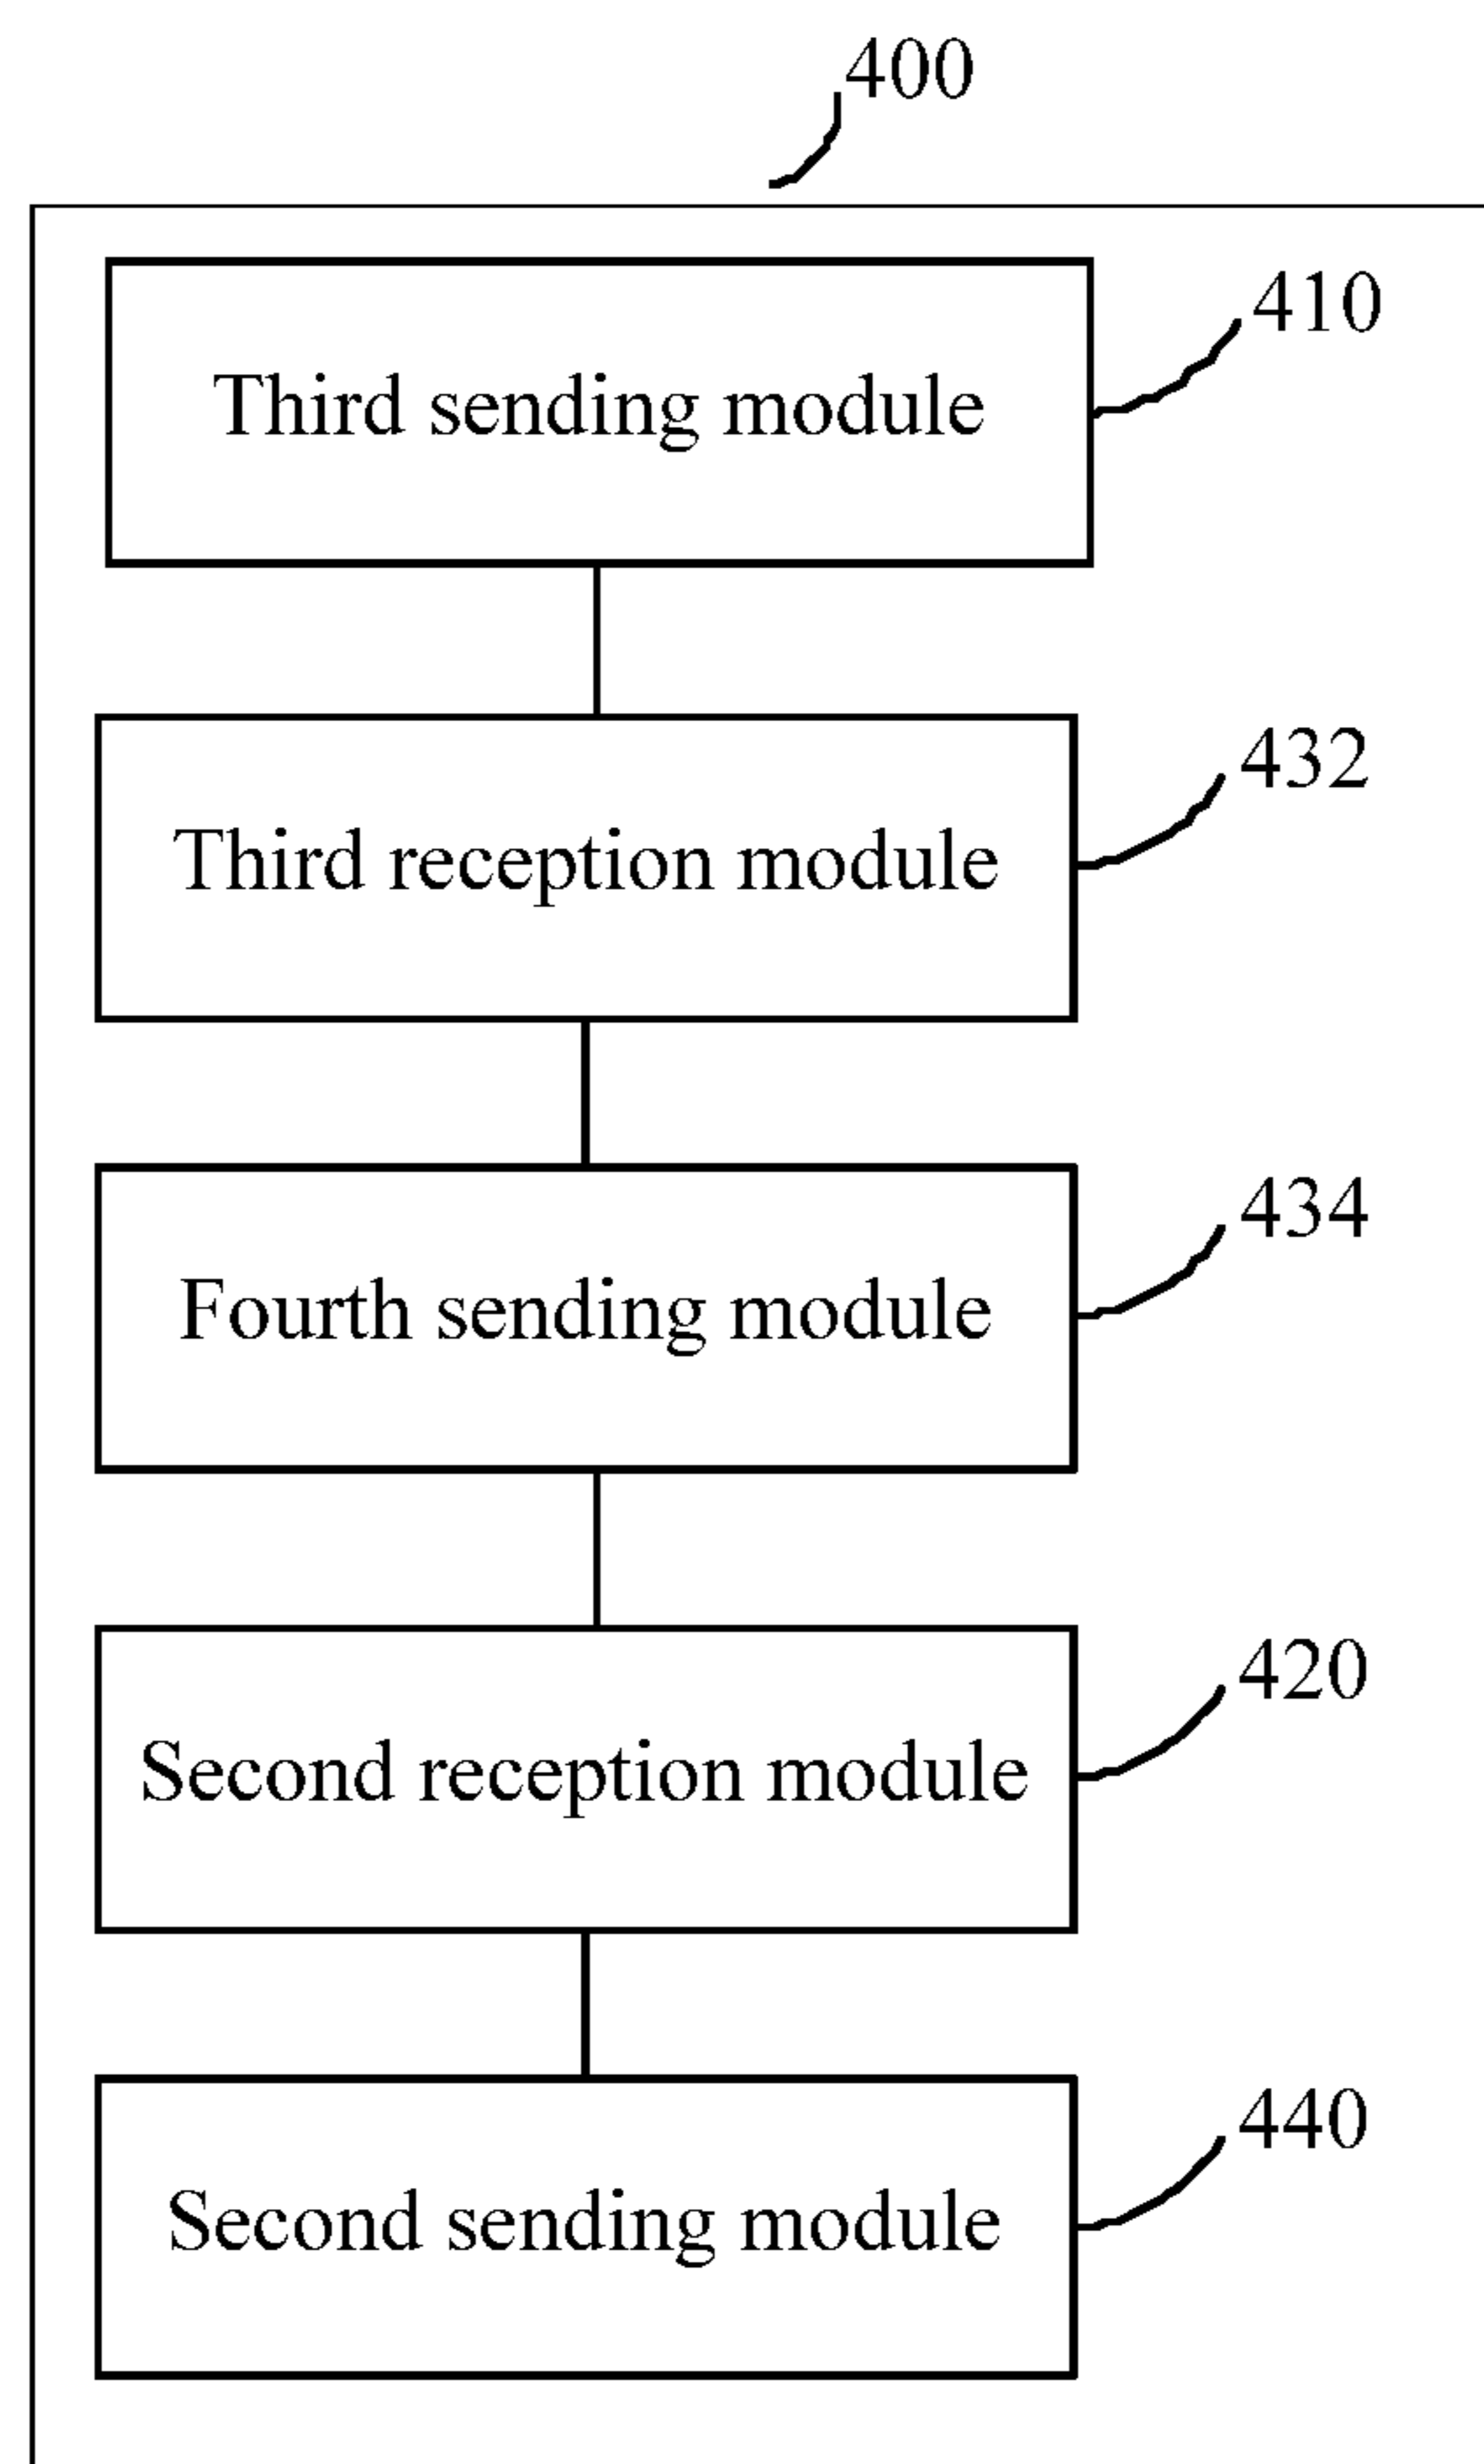 400
Third sending module
410
Third reception module
432
Fourth sending module
434
Second reception module
420
Second sending module
440